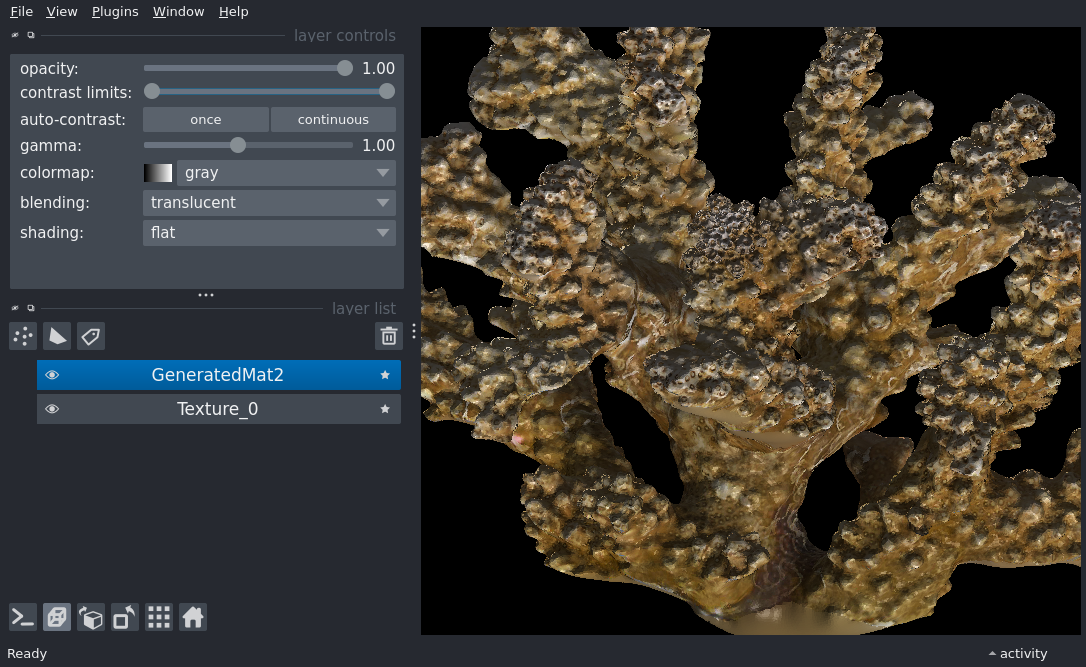 File View Plugins Window Help
layer controls
opacity: 1.00
contrast limits:
auto-contrast: once continuous
gamma: 1.00
colormap: gray
blending: translucent
shading: flat
layer list
GeneratedMat2
Texture_0
Ready activity